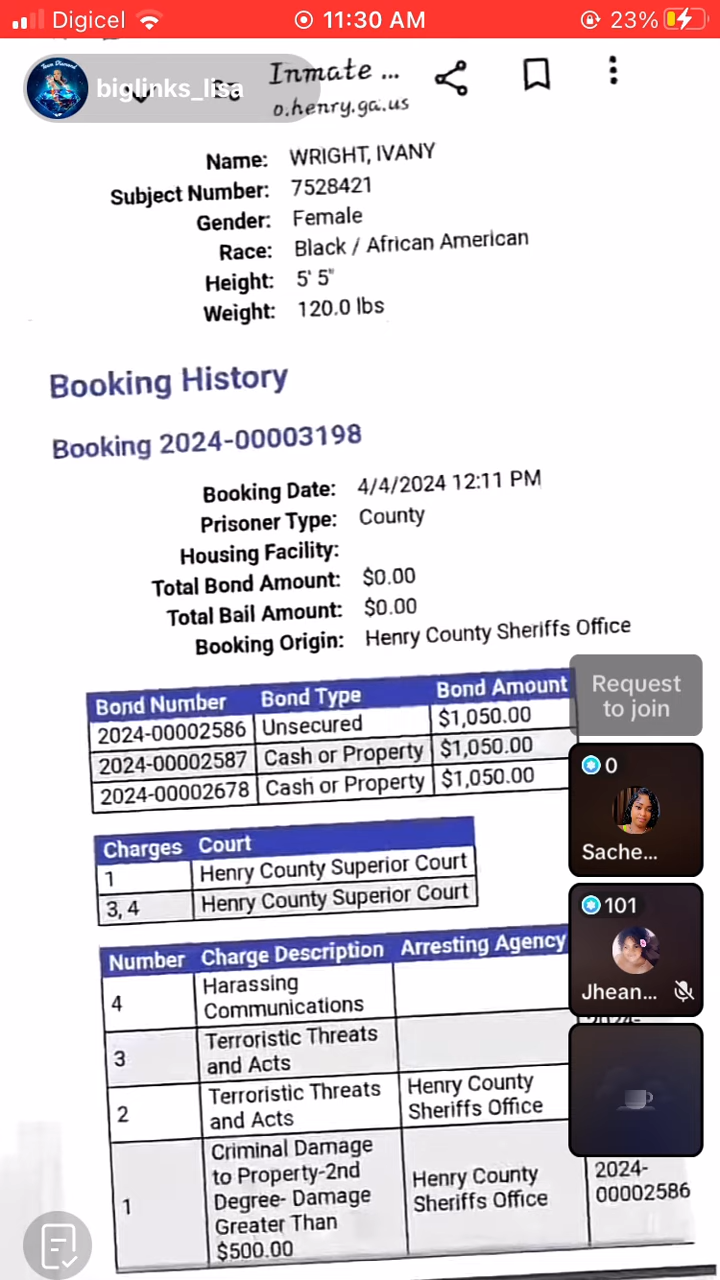 Digicel 11:30 AM 23%
biglinks_lisa
Inmate ...
o.henry.ga.us
Name: WRIGHT, IVANY
Subject Number: 7528421
Gender: Female
Race: Black / African American
Height: 5' 5"
Weight: 120.0 lbs
Booking History
Booking 2024-00003198
Booking Date: 4/4/2024 12:11 PM
Prisoner Type: County
Housing Facility:
Total Bond Amount: $0.00
Total Bail Amount: $0.00
Booking Origin: Henry County Sheriffs Office
Bond Number Bond Type Bond Amount
2024-00002586 Unsecured $1,050.00
2024-00002587 Cash or Property $1,050.00
2024-00002678 Cash or Property $1,050.00
Request
to join
0
Sache...
101
Jhean...
Charges Court
1 Henry County Superior Court
3, 4 Henry County Superior Court
Number Charge Description Arresting Agency
4 Harassing
Communications
3 Terroristic Threats
and Acts
2 Terroristic Threats
and Acts
Henry County
Sheriffs Office
1 Criminal Damage
to Property-2nd
Degree- Damage
Greater Than
$500.00
Henry County
Sheriffs Office
2024-
00002586